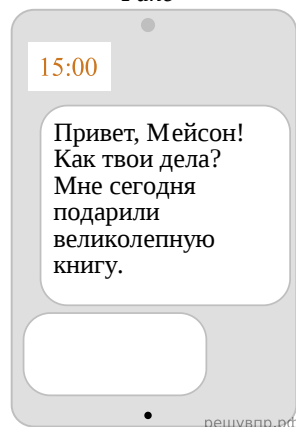 15:00
Привет, Мейсон!
Как твои дела?
Мне сегодня
подарили
великолепную
книгу.
решувпр.рф